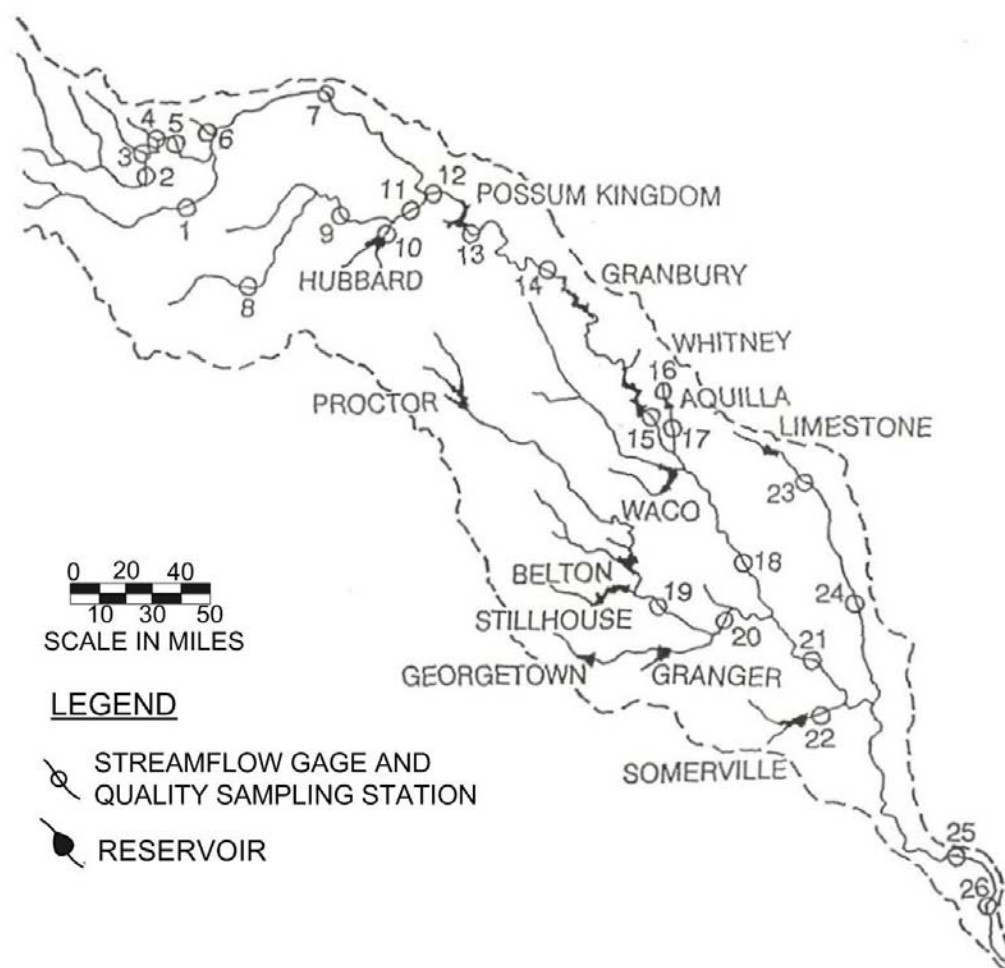 7
4
5
6
3
2
12
11
POSSUM KINGDOM
1
9
10
13
HUBBARD
14
GRANBURY
8
WHITNEY
16
PROCTOR
AQUILLA
15
17
LIMESTONE
23
WACO
0 20 40
10 30 50
SCALE IN MILES
18
BELTON
19
STILLHOUSE
24
20
21
GEORGETOWN
GRANGER
22
SOMERVILLE
LEGEND
STREAMFLOW GAGE AND
QUALITY SAMPLING STATION
RESERVOIR
25
26